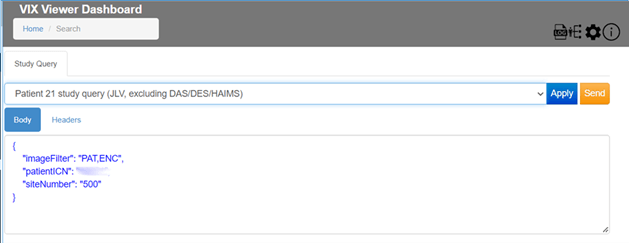 VIX Viewer Dashboard
Home / Search
LOG
Study Query
Patient 21 study query (JLV, excluding DAS/DES/HAIMS)
Apply
Send
Body
Headers
{
"imageFilter": "PAT,ENC",
"patientICN": "
"siteNumber": "500"
}